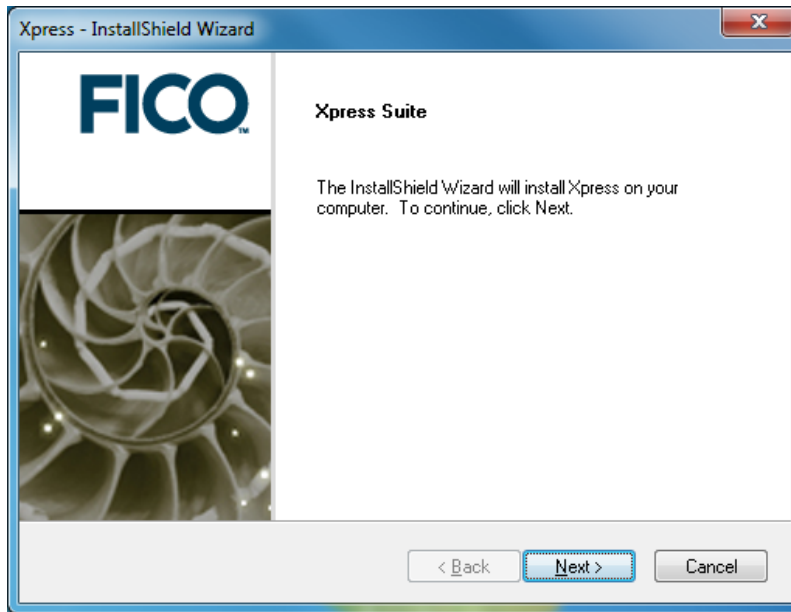 Xpress - InstallShield Wizard
FICO™
Xpress Suite
The InstallShield Wizard will install Xpress on your
computer. To continue, click Next.
< Back
Next >
Cancel